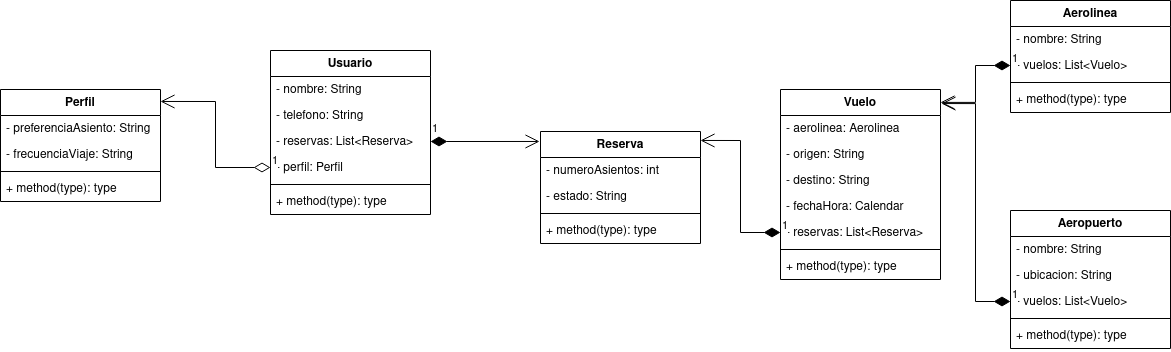 Perfil
- preferenciaAsiento: String
- frecuenciaViaje: String
+ method(type): type
Usuario
- nombre: String
- telefono: String
- reservas: List<Reserva>
1
- perfil: Perfil
1
+ method(type): type
Reserva
- numeroAsientos: int
- estado: String
+ method(type): type
Vuelo
- aerolinea: Aerolinea
- origen: String
- destino: String
- fechaHora: Calendar
- reservas: List<Reserva>
1
+ method(type): type
Aerolinea
- nombre: String
- vuelos: List<Vuelo>
1
+ method(type): type
Aeropuerto
- nombre: String
- ubicacion: String
- vuelos: List<Vuelo>
1
+ method(type): type